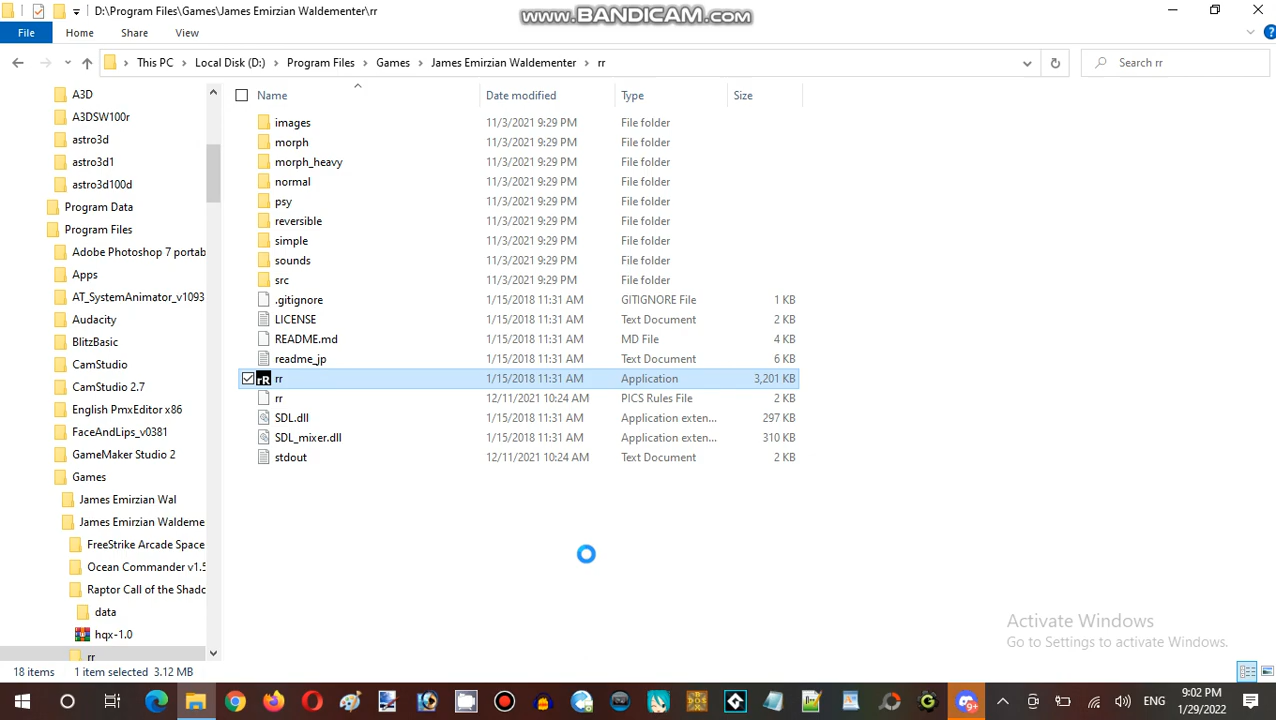 D:\Program Files\Games\James Emirzian Waldementer\rr
www.BANDICAM.com
File Home Share View
This PC Local Disk (D:) Program Files Games James Emirzian Waldementer rr
Search rr
Name Date modified Type Size
A3D
A3DSW100r
astro3d
astro3d1
astro3d100d
Program Data
Program Files
Adobe Photoshop 7 portab
Apps
AT_SystemAnimator_v1093
Audacity
BlitzBasic
CamStudio
CamStudio 2.7
English PmxEditor x86
FaceAndLips_v0381
GameMaker Studio 2
Games
James Emirzian Wal
James Emirzian Waldeme
FreeStrike Arcade Space
Ocean Commander v1.5
Raptor Call of the Shado
data
hqx-1.0
rr
images 11/3/2021 9:29 PM File folder
morph 11/3/2021 9:29 PM File folder
morph_heavy 11/3/2021 9:29 PM File folder
normal 11/3/2021 9:29 PM File folder
psy 11/3/2021 9:29 PM File folder
reversible 11/3/2021 9:29 PM File folder
simple 11/3/2021 9:29 PM File folder
sounds 11/3/2021 9:29 PM File folder
src 11/3/2021 9:29 PM File folder
.gitignore 1/15/2018 11:31 AM GITIGNORE File 1 KB
LICENSE 1/15/2018 11:31 AM Text Document 2 KB
README.md 1/15/2018 11:31 AM MD File 4 KB
readme_jp 1/15/2018 11:31 AM Text Document 6 KB
rR rr 1/15/2018 11:31 AM Application 3,201 KB
rr 12/11/2021 10:24 AM PICS Rules File 2 KB
SDL.dll 1/15/2018 11:31 AM Application exten... 297 KB
SDL_mixer.dll 1/15/2018 11:31 AM Application exten... 310 KB
stdout 12/11/2021 10:24 AM Text Document 2 KB
Activate Windows
Go to Settings to activate Windows.
18 items 1 item selected 3.12 MB
9+
ENG
9:02 PM
1/29/2022